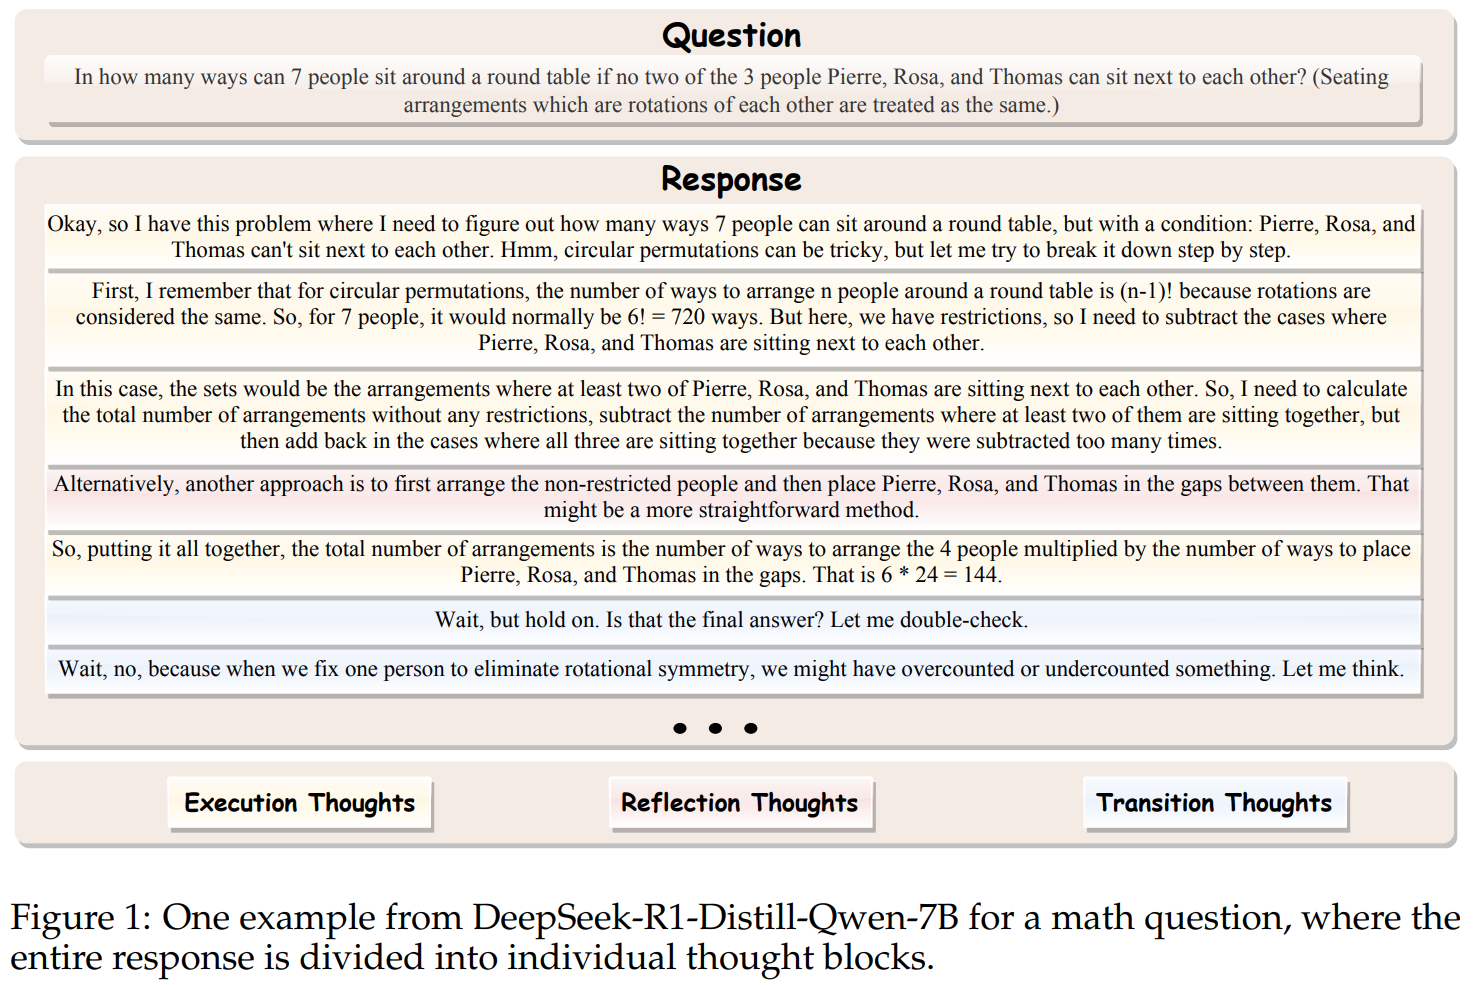 Question
In how many ways can 7 people sit around a round table if no two of the 3 people Pierre, Rosa, and Thomas can sit next to each other? (Seating
arrangements which are rotations of each other are treated as the same.)
Response
Okay, so I have this problem where I need to figure out how many ways 7 people can sit around a round table, but with a condition: Pierre, Rosa, and
Thomas can't sit next to each other. Hmm, circular permutations can be tricky, but let me try to break it down step by step.
First, I remember that for circular permutations, the number of ways to arrange n people around a round table is (n-1)! because rotations are
considered the same. So, for 7 people, it would normally be 6! = 720 ways. But here, we have restrictions, so I need to subtract the cases where
Pierre, Rosa, and Thomas are sitting next to each other.
In this case, the sets would be the arrangements where at least two of Pierre, Rosa, and Thomas are sitting next to each other. So, I need to calculate
the total number of arrangements without any restrictions, subtract the number of arrangements where at least two of them are sitting together, but
then add back in the cases where all three are sitting together because they were subtracted too many times.
Alternatively, another approach is to first arrange the non-restricted people and then place Pierre, Rosa, and Thomas in the gaps between them. That
might be a more straightforward method.
So, putting it all together, the total number of arrangements is the number of ways to arrange the 4 people multiplied by the number of ways to place
Pierre, Rosa, and Thomas in the gaps. That is 6 * 24 = 144.
Wait, but hold on. Is that the final answer? Let me double-check.
Wait, no, because when we fix one person to eliminate rotational symmetry, we might have overcounted or undercounted something. Let me think.
• • •
Execution Thoughts
Reflection Thoughts
Transition Thoughts
Figure 1: One example from DeepSeek-R1-Distill-Qwen-7B for a math question, where the
entire response is divided into individual thought blocks.